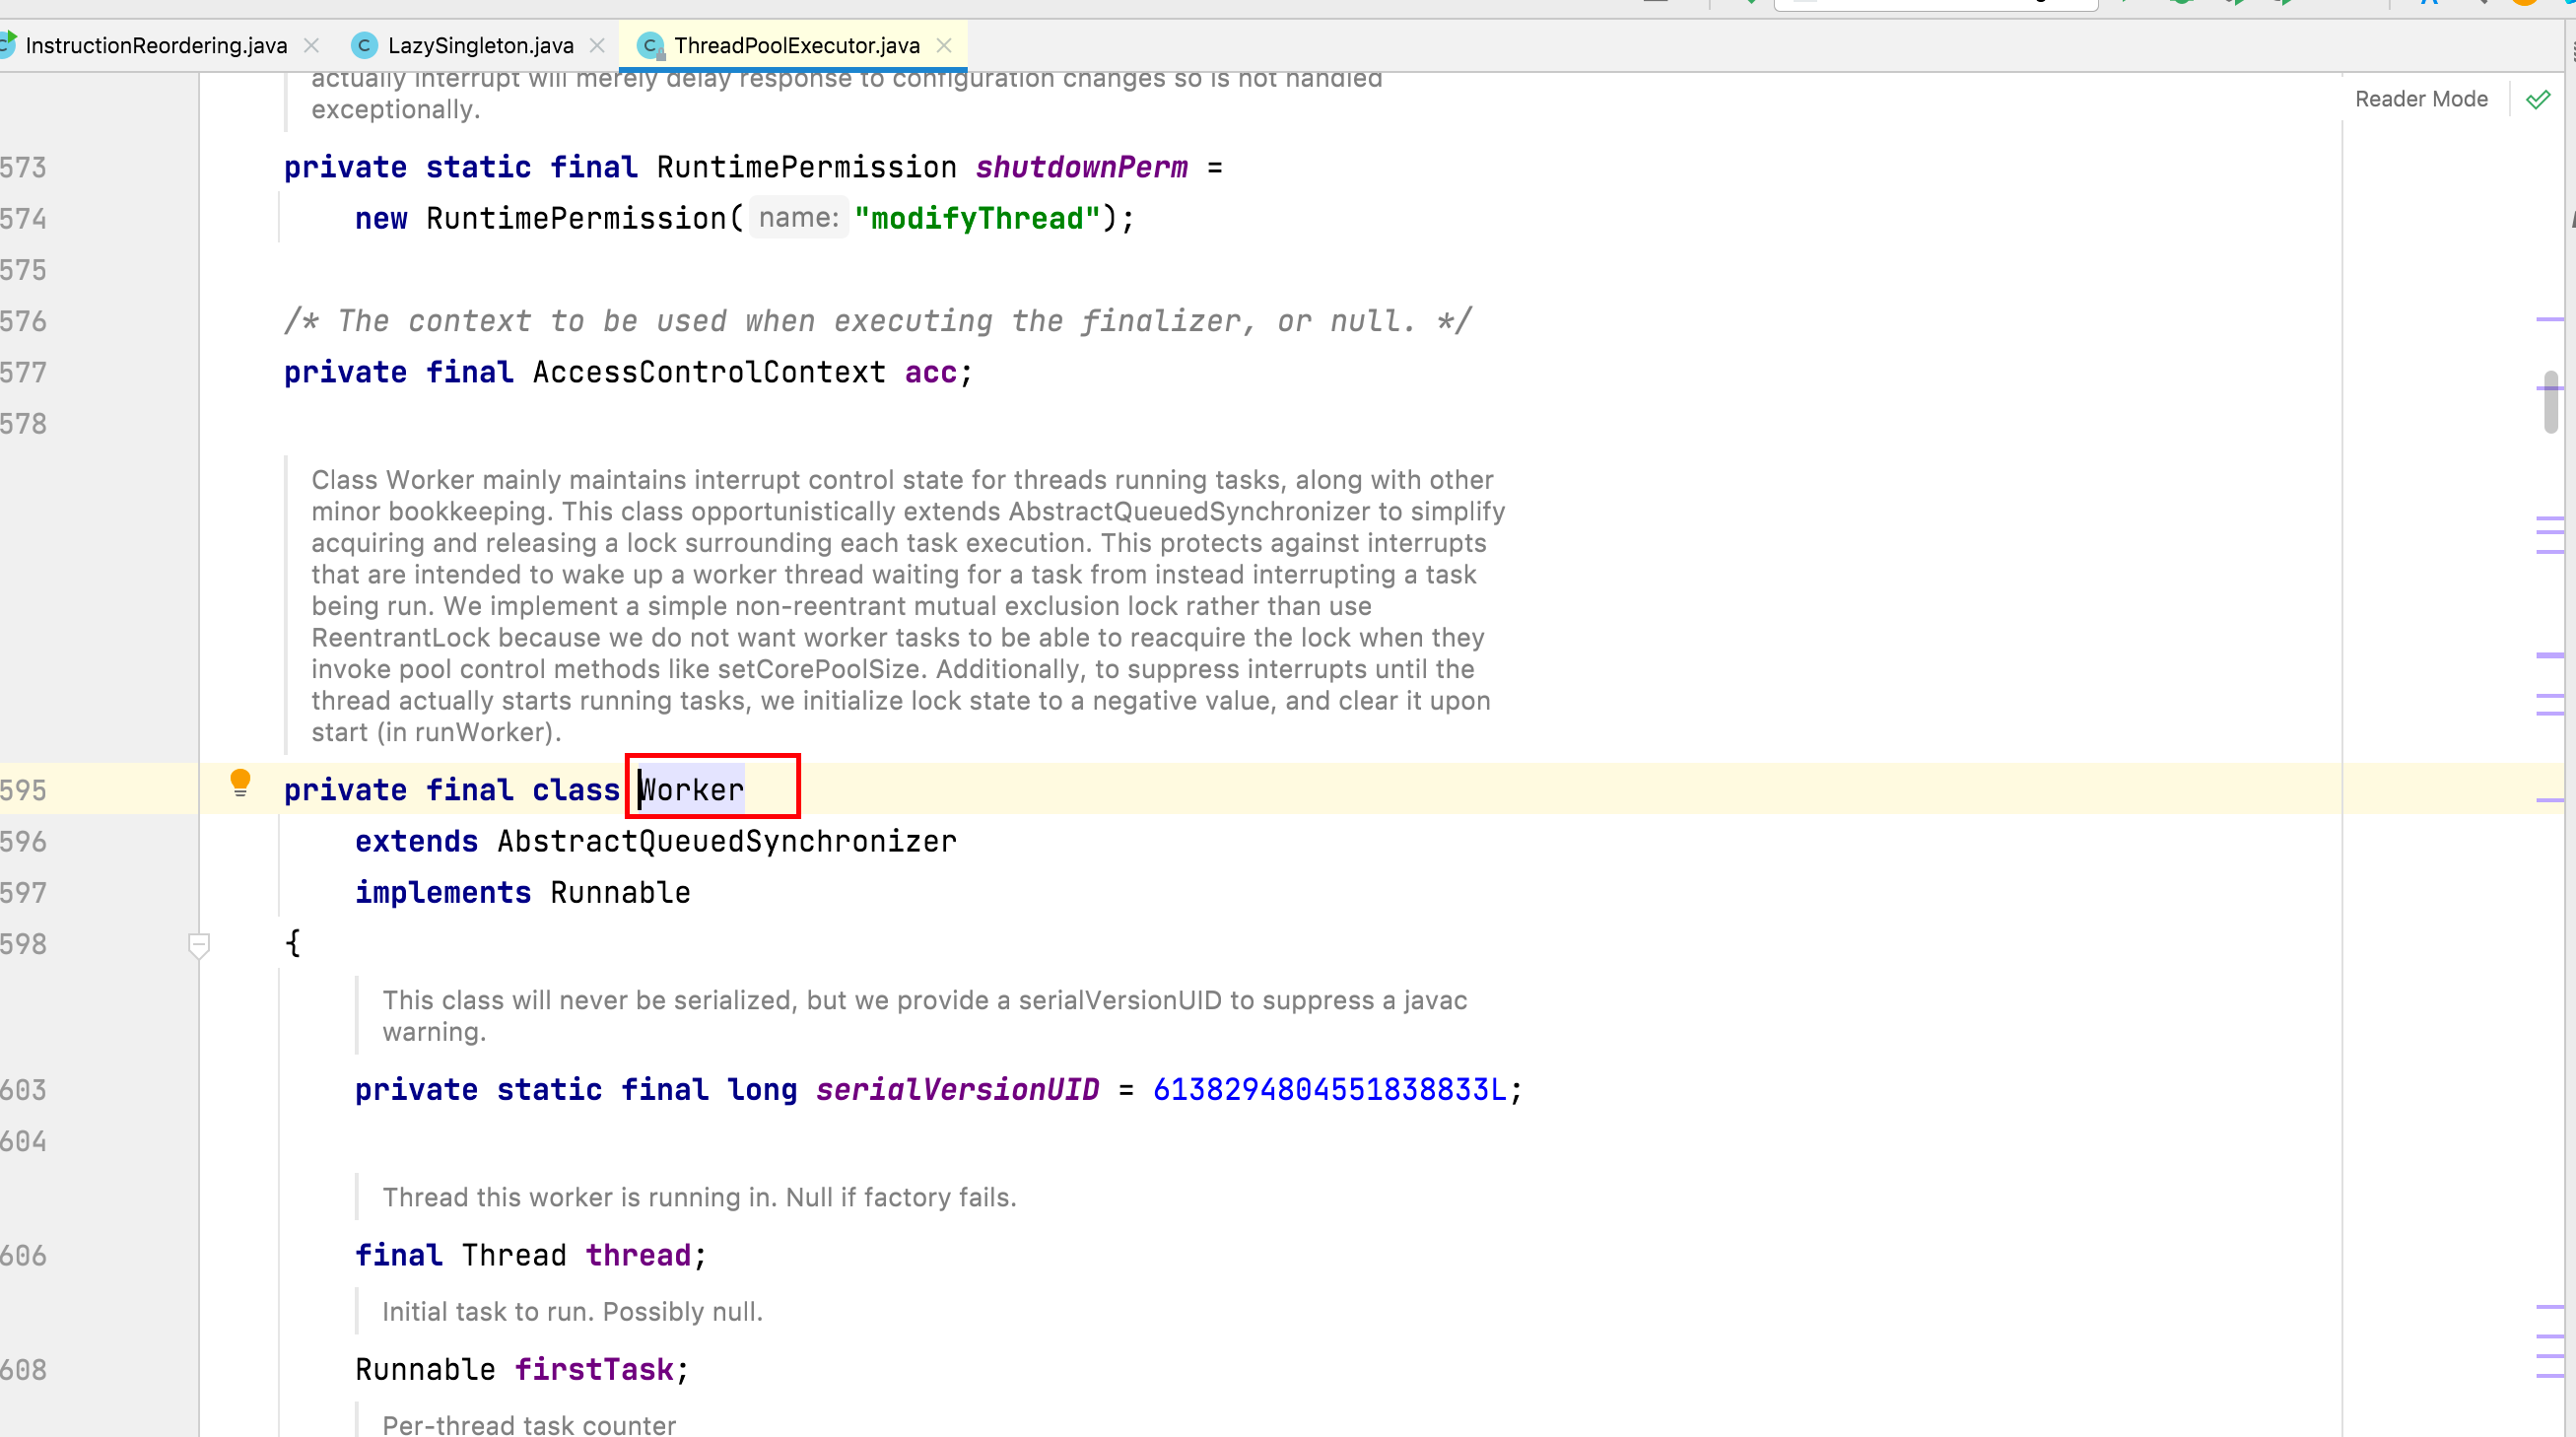 InstructionReordering.java LazySingleton.java ThreadPoolExecutor.java
actually interrupt will merely delay response to configuration changes so is not handled
exceptionally.
Reader Mode
573 private static final RuntimePermission shutdownPerm =
574 new RuntimePermission( name: "modifyThread");
575
576 /* The context to be used when executing the finalizer, or null. */
577 private final AccessControlContext acc;
578
Class Worker mainly maintains interrupt control state for threads running tasks, along with other
minor bookkeeping. This class opportunistically extends AbstractQueuedSynchronizer to simplify
acquiring and releasing a lock surrounding each task execution. This protects against interrupts
that are intended to wake up a worker thread waiting for a task from instead interrupting a task
being run. We implement a simple non-reentrant mutual exclusion lock rather than use
ReentrantLock because we do not want worker tasks to be able to reacquire the lock when they
invoke pool control methods like setCorePoolSize. Additionally, to suppress interrupts until the
thread actually starts running tasks, we initialize lock state to a negative value, and clear it upon
start (in runWorker).
595 private final class Worker
596 extends AbstractQueuedSynchronizer
597 implements Runnable
598 {
This class will never be serialized, but we provide a serialVersionUID to suppress a javac
warning.
603 private static final long serialVersionUID = 6138294804551838833L;
604
Thread this worker is running in. Null if factory fails.
606 final Thread thread;
Initial task to run. Possibly null.
608 Runnable firstTask;
Per-thread task counter